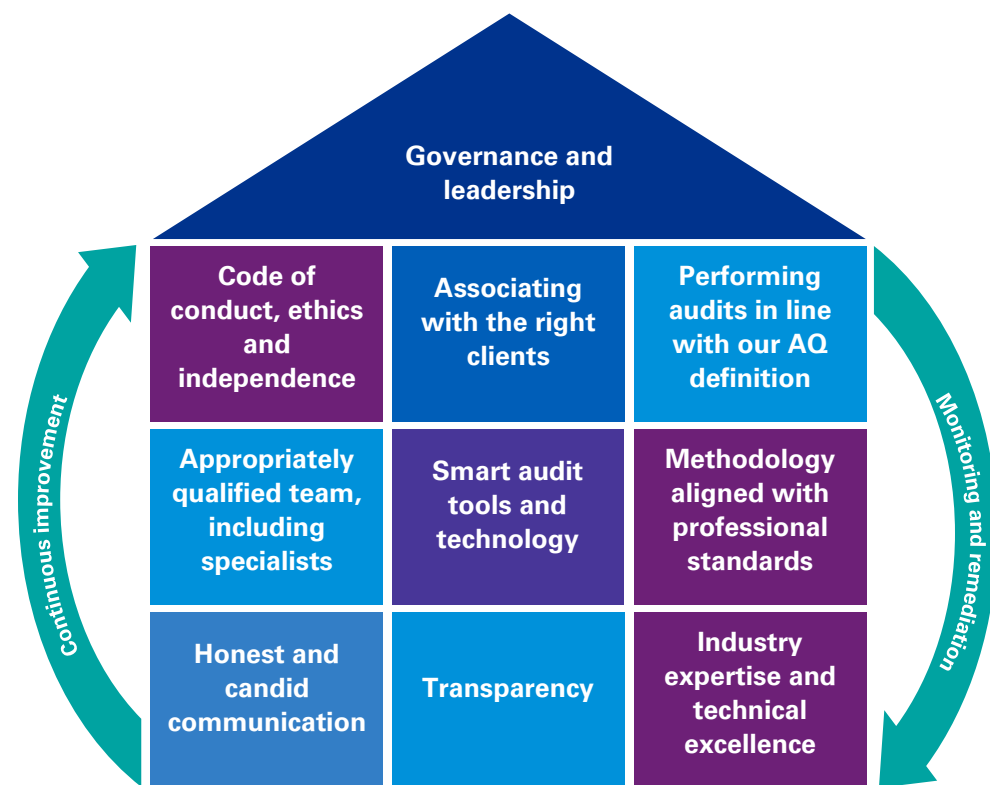 Governance and
leadership
Code of
conduct, ethics
and
independence
Associating
with the right
clients
Performing
audits in line
with our AQ
definition
Appropriately
qualified team,
including
specialists
Smart audit
tools and
technology
Methodology
aligned with
professional
standards
Honest and
candid
communication
Transparency
Industry
expertise and
technical
excellence
Continuous improvement
Monitoring and remediation